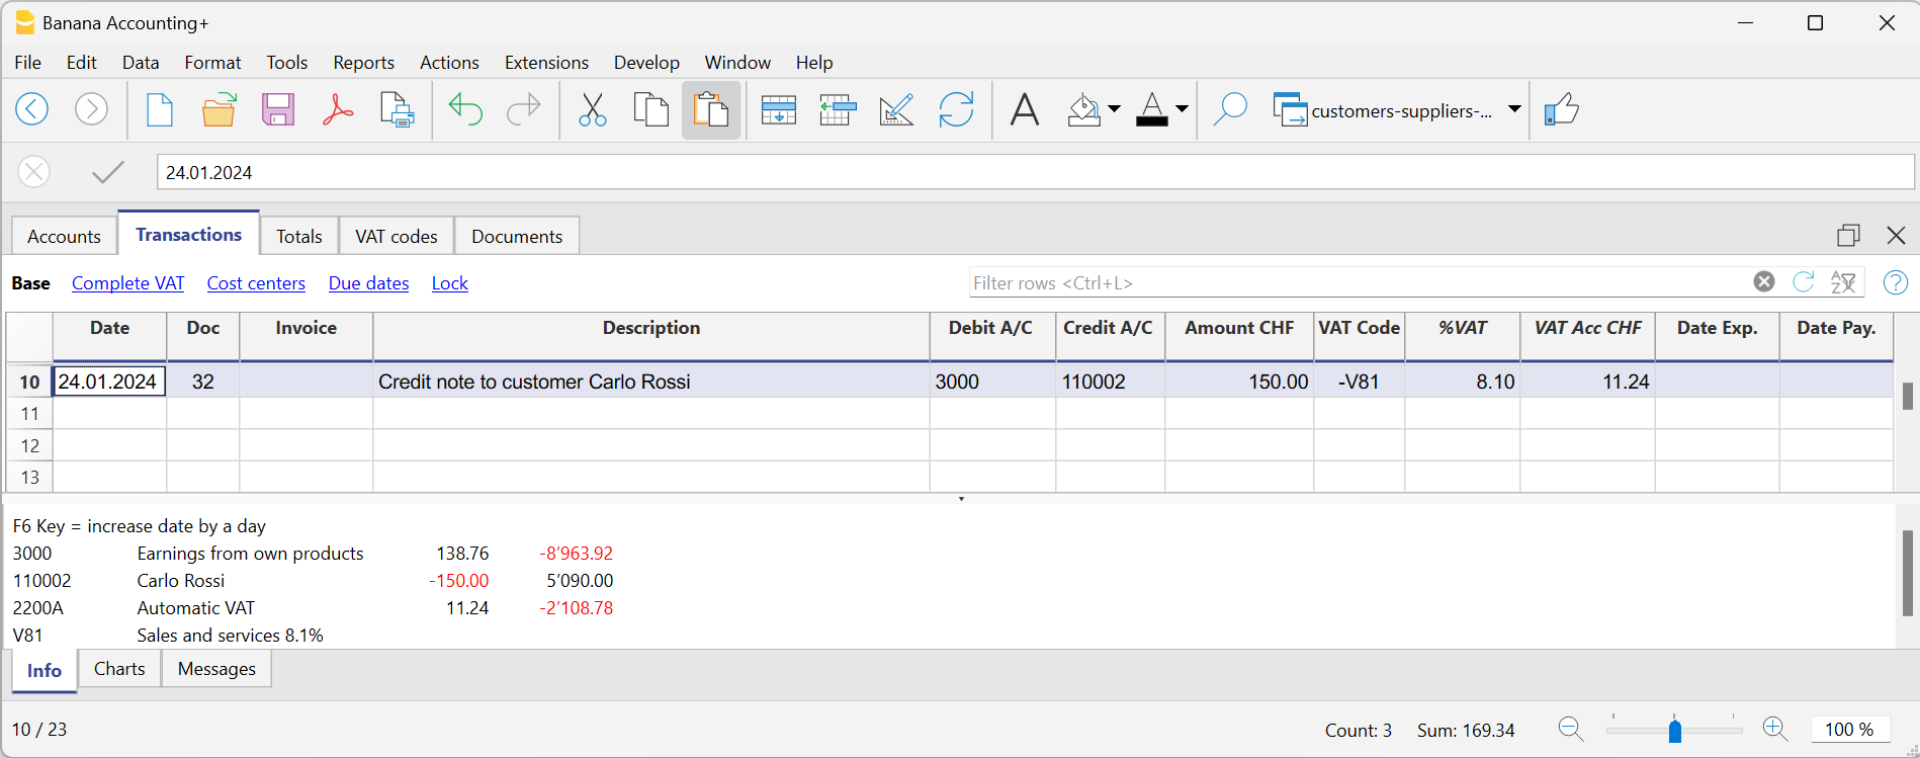 Banana Accounting+
File Edit Data Format Tools Reports Actions Extensions Develop Window Help
customers-suppliers-...
24.01.2024
Accounts Transactions Totals VAT codes Documents
Base Complete VAT Cost centers Due dates Lock Filter rows <Ctrl+L>
Date Doc Invoice Description Debit A/C Credit A/C Amount CHF VAT Code %VAT VAT Acc CHF Date Exp. Date Pay.
10 24.01.2024 32 Credit note to customer Carlo Rossi 3000 110002 150.00 -V81 8.10 11.24
11
12
13
F6 Key = increase date by a day
3000 Earnings from own products 138.76 -8'963.92
110002 Carlo Rossi -150.00 5'090.00
2200A Automatic VAT 11.24 -2'108.78
V81 Sales and services 8.1%
Info Charts Messages
10 / 23 Count: 3 Sum: 169.34 100 %